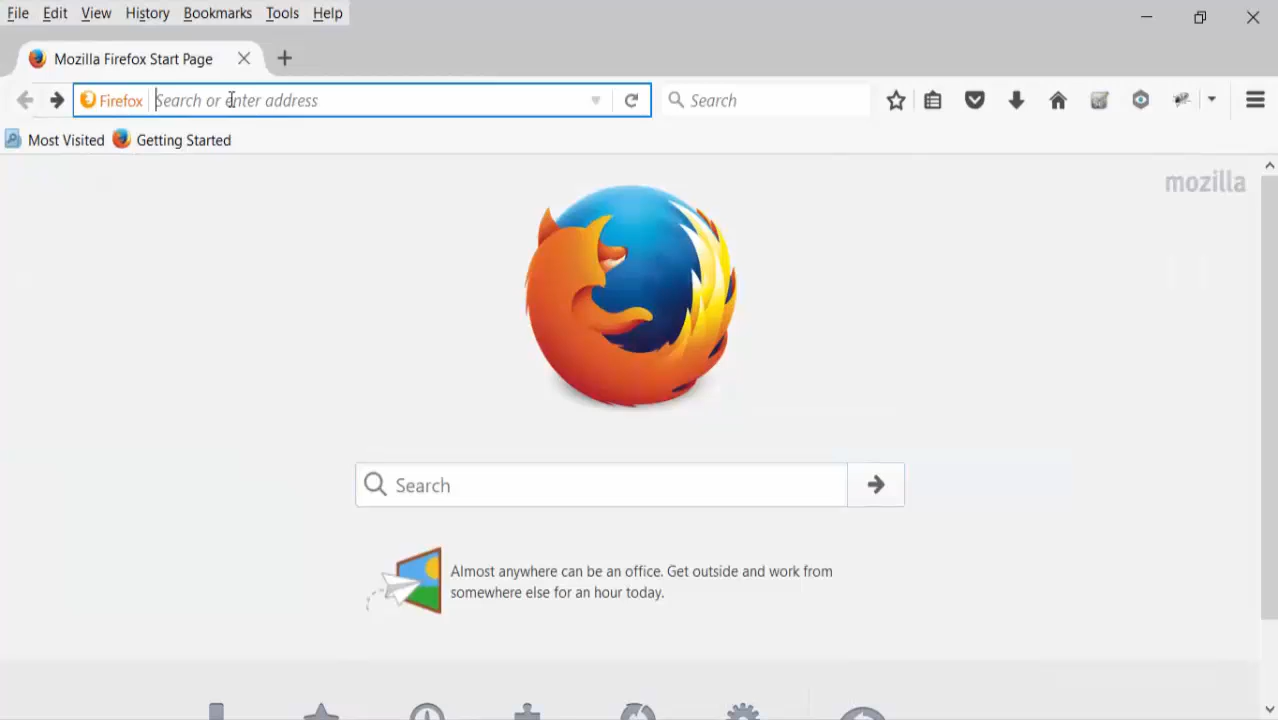 File Edit View History Bookmarks Tools Help
Mozilla Firefox Start Page
Firefox Search or enter address Search
Most Visited Getting Started
mozilla
Search
Almost anywhere can be an office. Get outside and work from
somewhere else for an hour today.